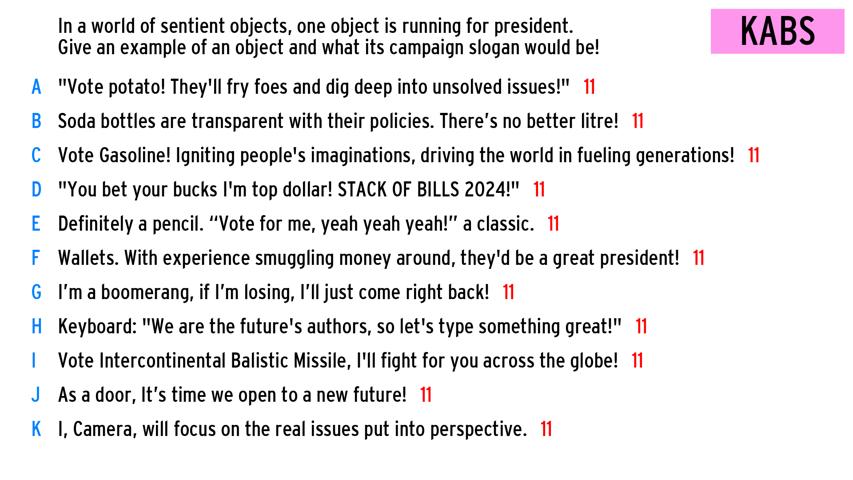 In a world of sentient objects, one object is running for president.
Give an example of an object and what its campaign slogan would be!
KABS
A "Vote potato! They'll fry foes and dig deep into unsolved issues!" 11
B Soda bottles are transparent with their policies. There’s no better litre! 11
C Vote Gasoline! Igniting people's imaginations, driving the world in fueling generations! 11
D "You bet your bucks I'm top dollar! STACK OF BILLS 2024!" 11
E Definitely a pencil. “Vote for me, yeah yeah yeah!” a classic. 11
F Wallets. With experience smuggling money around, they'd be a great president! 11
G I’m a boomerang, if I’m losing, I’ll just come right back! 11
H Keyboard: "We are the future's authors, so let's type something great!" 11
I Vote Intercontinental Balistic Missile, I'll fight for you across the globe! 11
J As a door, It’s time we open to a new future! 11
K I, Camera, will focus on the real issues put into perspective. 11